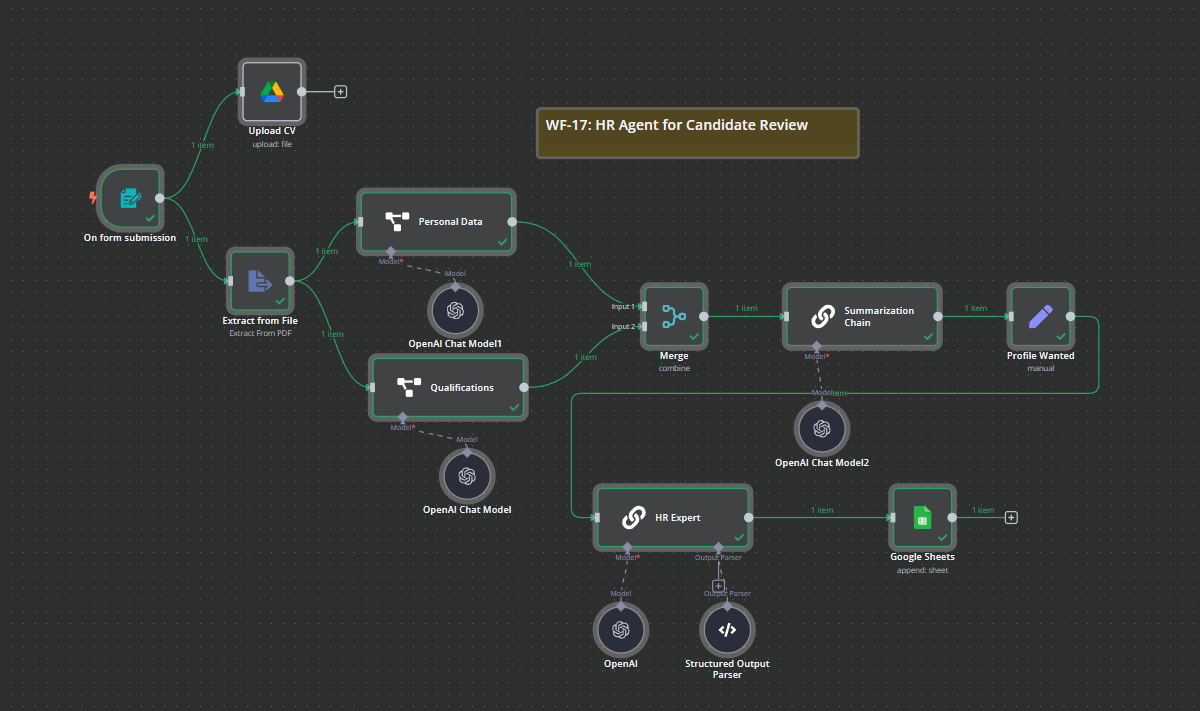 WF-17: HR Agent for Candidate Review
Upload CV
upload: file
1 item
On form submission
1 item
Extract from File
Extract From PDF
1 item
1 item
Personal Data
Model*
Model
OpenAI Chat Model1
Qualifications
Model*
Model
OpenAI Chat Model
1 item
1 item
Input 1
Input 2
Merge
combine
1 item
Summarization
Chain
Model*
Model
OpenAI Chat Model2
1 item
Profile Wanted
manual
HR Expert
Model*
Output Parser
Model
OpenAI
Output Parser
Structured Output
Parser
1 item
Google Sheets
append: sheet
1 item